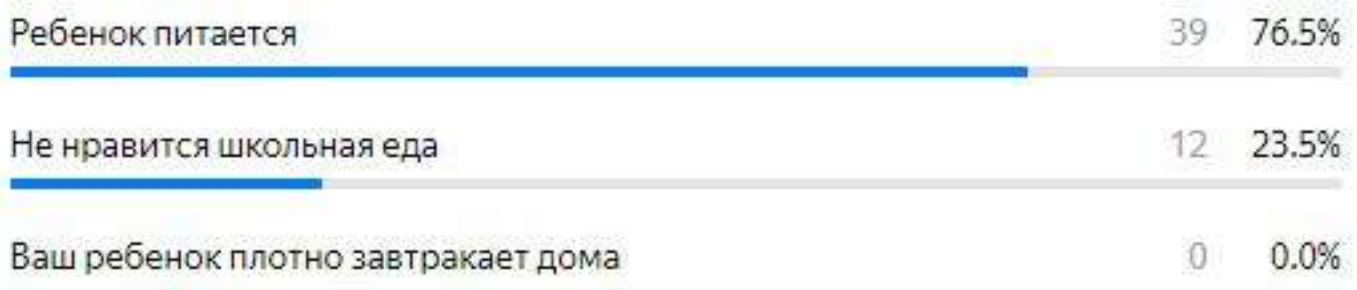 Ребенок питается 39 76.5%
Не нравится школьная еда 12 23.5%
Ваш ребенок плотно завтракает дома 0 0.0%